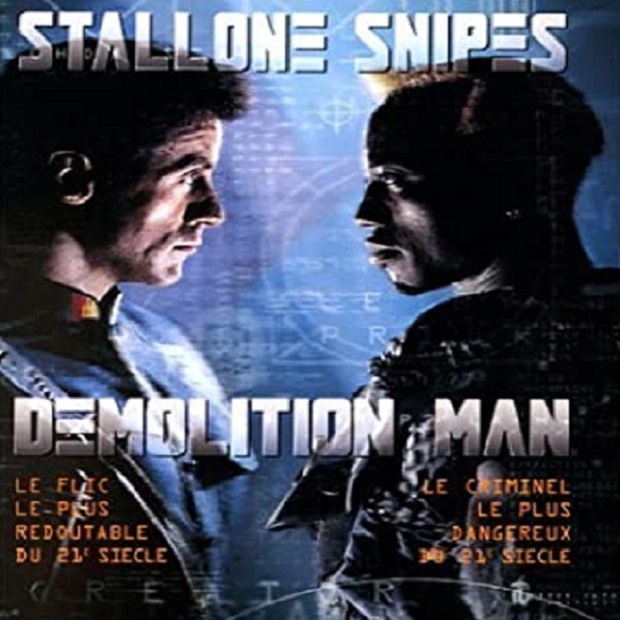 STALLONE SNIPES
DEMOLITION MAN
LE FLIC
LE PLUS
REDOUTABLE
DU 21E SIECLE
LE CRIMINEL
LE PLUS
DANGEREUX
DU 21E SIECLE